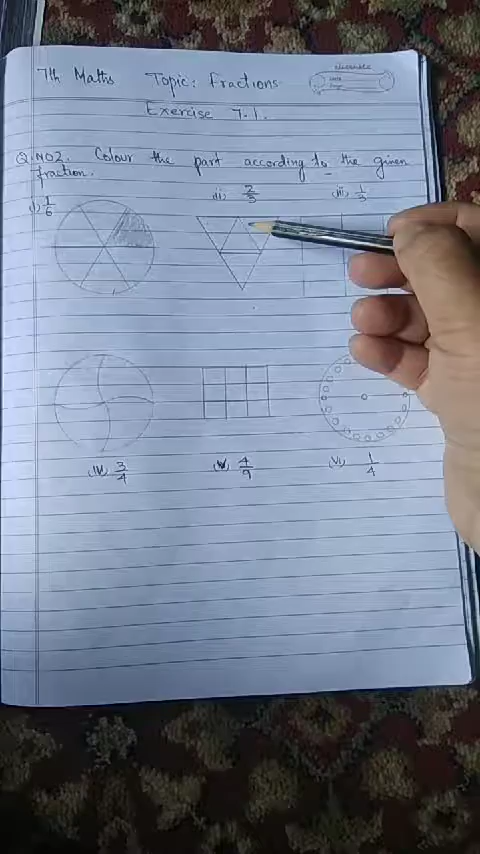 7th Maths Topic: Fractions
Exercise 7.1.
Q.NO2. Colour the part according to the given
fraction.
i) 1/6 ii) 2/3 iii) 1/3
iv) 3/4 v) 4/9 vi) 1/4